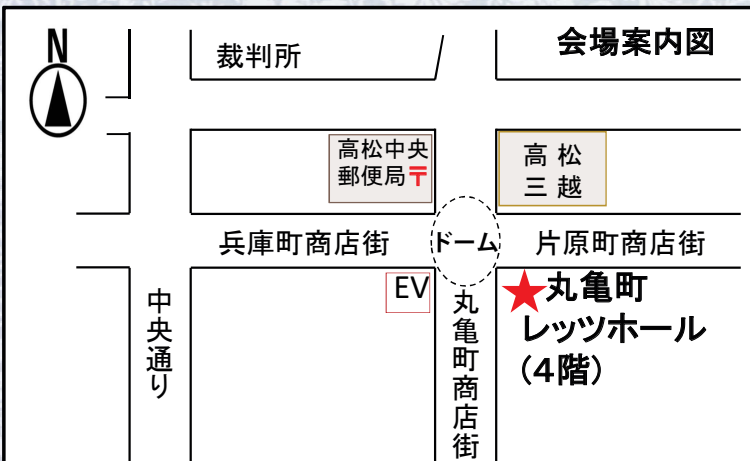 N
裁判所
会場案内図
高松中央
郵便局〒
高松
三越
兵庫町商店街
ドーム
片原町商店街
EV
中央通り
丸亀町商店街
★丸亀町
レッツホール
(4階)